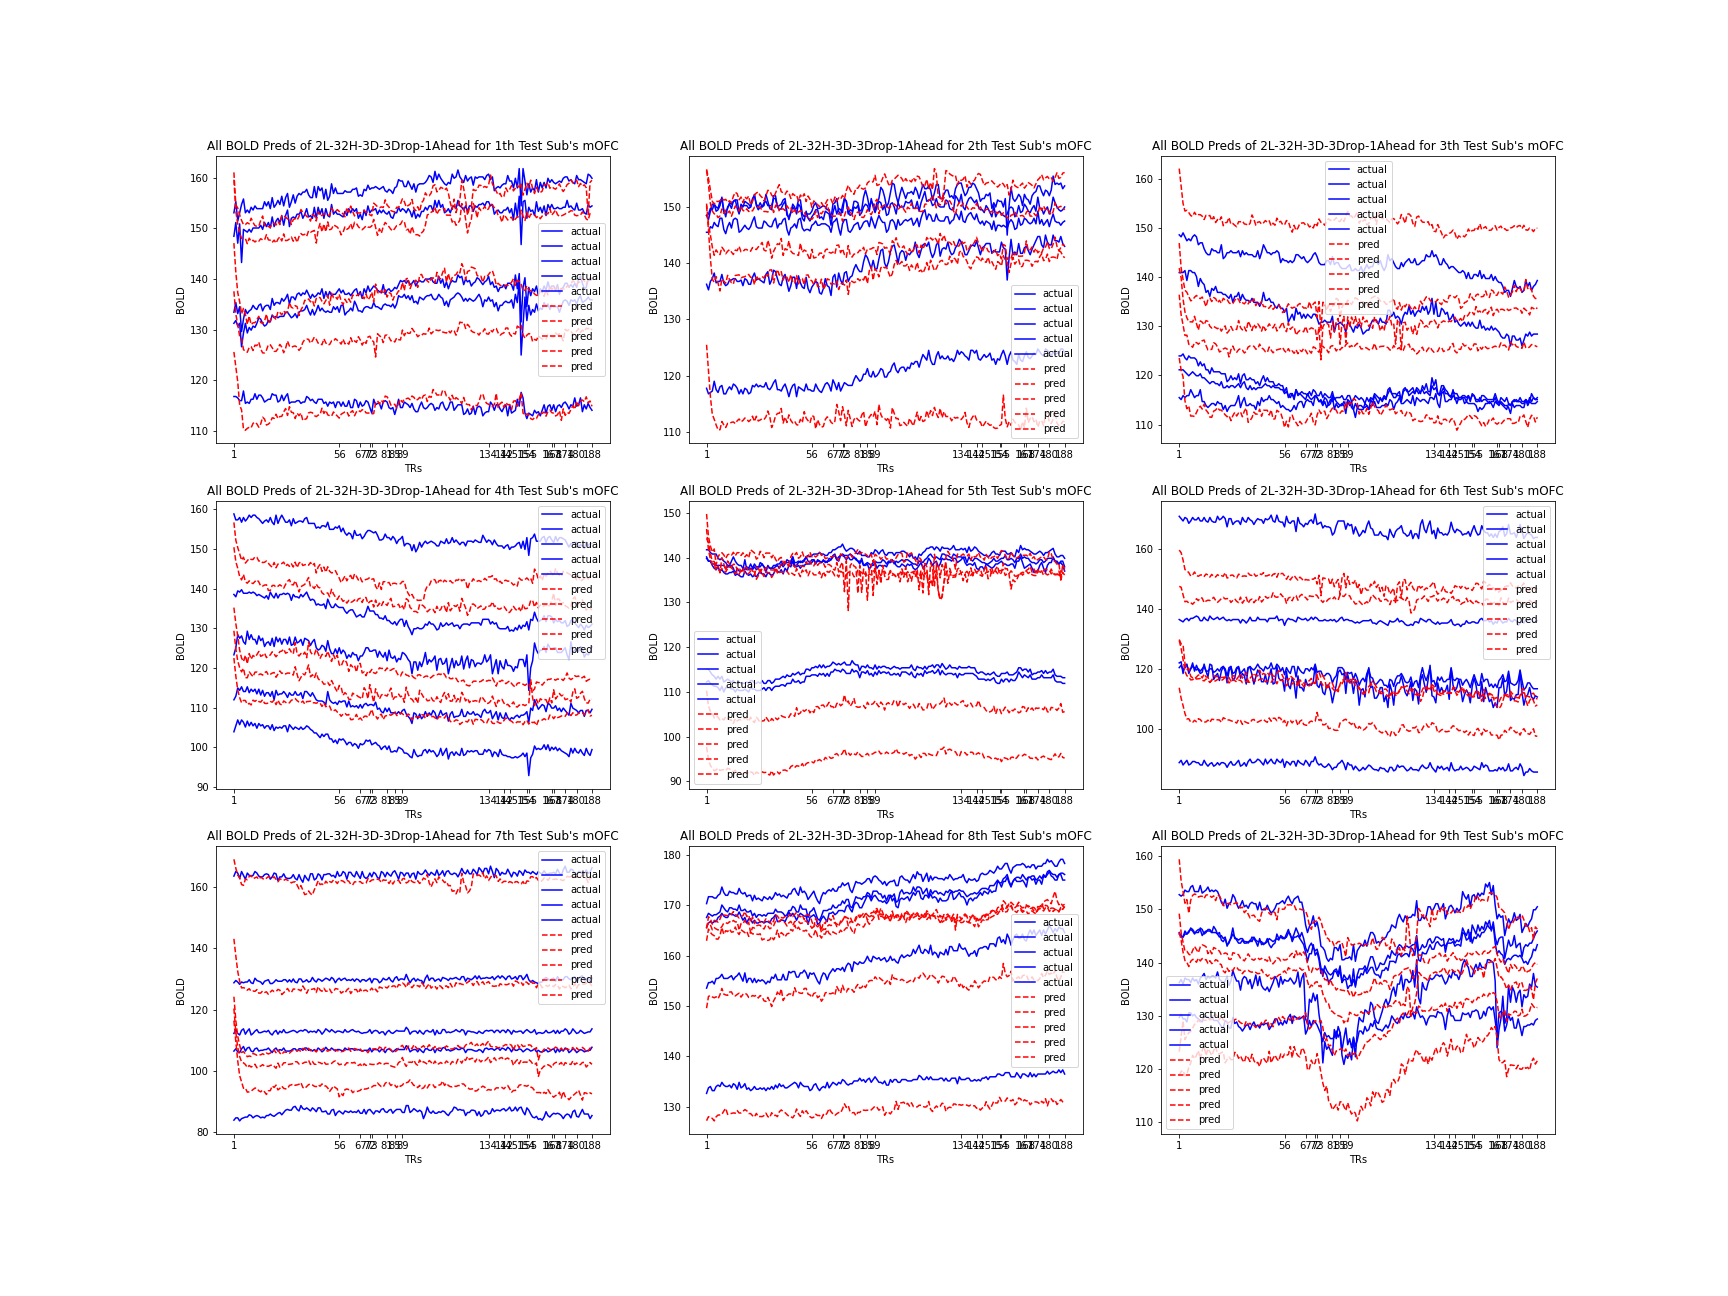 All BOLD Preds of 2L-32H-3D-3Drop-1Ahead for 1th Test Sub's mOFC
160
150
140
130
120
110
BOLD
actual
actual
actual
actual
actual
pred
pred
pred
pred
pred
1 56 188
TRs
All BOLD Preds of 2L-32H-3D-3Drop-1Ahead for 2th Test Sub's mOFC
150
140
130
120
110
BOLD
actual
actual
actual
actual
actual
pred
pred
pred
pred
pred
1 56 188
TRs
All BOLD Preds of 2L-32H-3D-3Drop-1Ahead for 3th Test Sub's mOFC
160
150
140
130
120
110
BOLD
actual
actual
actual
actual
actual
pred
pred
pred
pred
pred
1 56 188
TRs
All BOLD Preds of 2L-32H-3D-3Drop-1Ahead for 4th Test Sub's mOFC
160
150
140
130
120
110
100
90
BOLD
actual
actual
actual
actual
actual
pred
pred
pred
pred
pred
1 56 188
TRs
All BOLD Preds of 2L-32H-3D-3Drop-1Ahead for 5th Test Sub's mOFC
150
140
130
120
110
100
90
BOLD
actual
actual
actual
actual
actual
pred
pred
pred
pred
pred
1 56 188
TRs
All BOLD Preds of 2L-32H-3D-3Drop-1Ahead for 6th Test Sub's mOFC
160
140
120
100
BOLD
actual
actual
actual
actual
actual
pred
pred
pred
pred
pred
1 56 188
TRs
All BOLD Preds of 2L-32H-3D-3Drop-1Ahead for 7th Test Sub's mOFC
160
140
120
100
80
BOLD
actual
actual
actual
actual
actual
pred
pred
pred
pred
pred
1 56 188
TRs
All BOLD Preds of 2L-32H-3D-3Drop-1Ahead for 8th Test Sub's mOFC
180
170
160
150
140
130
BOLD
actual
actual
actual
actual
actual
pred
pred
pred
pred
pred
1 56 188
TRs
All BOLD Preds of 2L-32H-3D-3Drop-1Ahead for 9th Test Sub's mOFC
160
150
140
130
120
110
BOLD
actual
actual
actual
actual
actual
pred
pred
pred
pred
pred
1 56 188
TRs